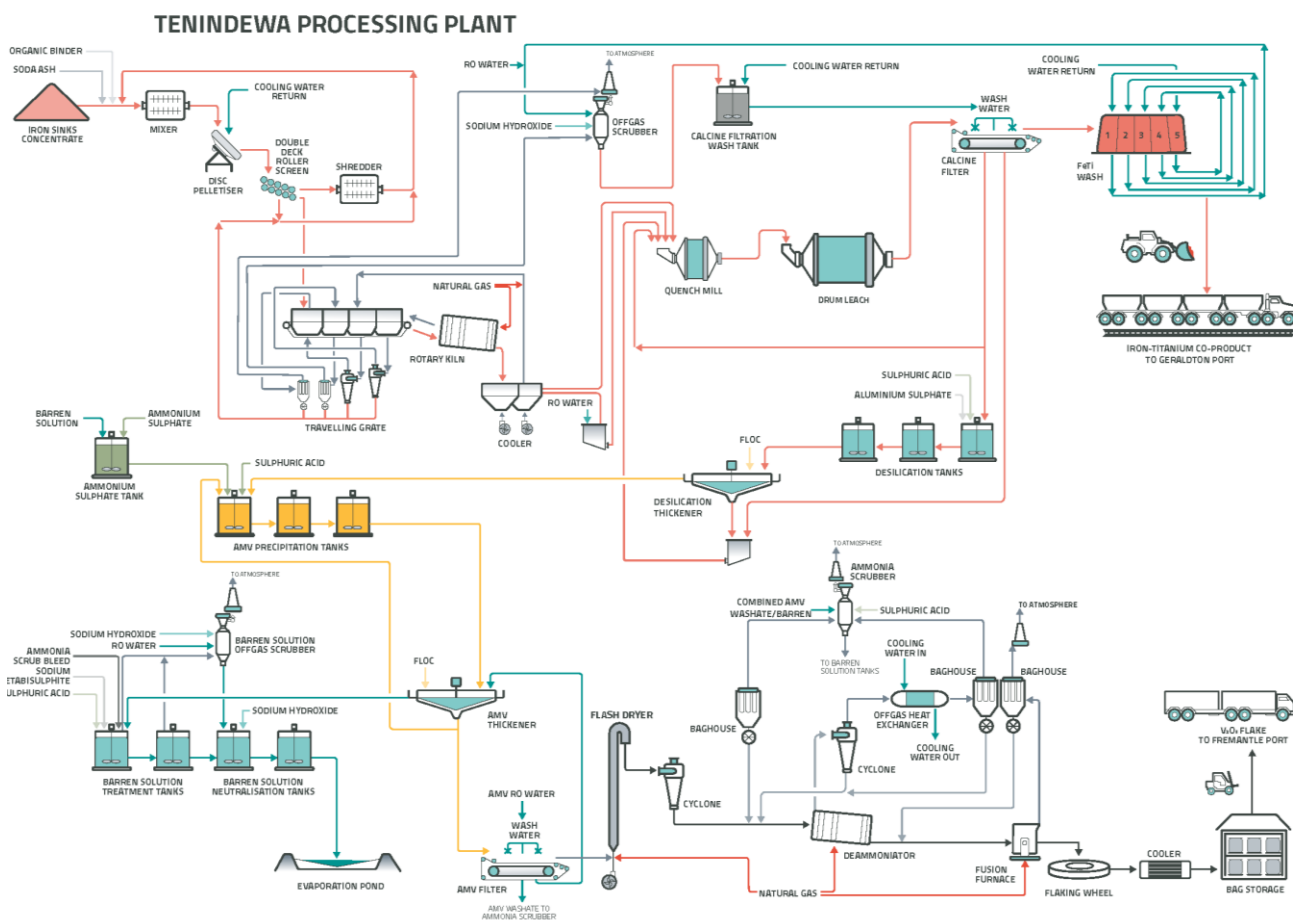 TENINDEWA PROCESSING PLANT
ORGANIC BINDER
SODA ASH
IRON SINKS
CONCENTRATE
MIXER
COOLING WATER
RETURN
DISC
PELLETISER
DOUBLE
DECK
ROLLER
SCREEN
SHREDDER
RO WATER
TO ATMOSPHERE
SODIUM HYDROXIDE
OFFGAS
SCRUBBER
COOLING WATER RETURN
CALCINE FILTRATION
WASH TANK
WASH
WATER
CALCINE
FILTER
COOLING
WATER RETURN
1 2 3 4 5
FeTi
WASH
QUENCH MILL
DRUM LEACH
IRON-TITANIUM CO-PRODUCT
TO GERALDTON PORT
NATURAL GAS
ROTARY KILN
TRAVELLING GRATE
COOLER
RO WATER
SULPHURIC ACID
ALUMINIUM SULPHATE
DESILICATION TANKS
FLOC
DESILICATION
THICKENER
BARREN
SOLUTION
AMMONIUM
SULPHATE
AMMONIUM
SULPHATE TANK
SULPHURIC ACID
AMV PRECIPITATION TANKS
TO ATMOSPHERE
SODIUM HYDROXIDE
RO WATER
BARREN SOLUTION
OFFGAS SCRUBBER
AMMONIA
SCRUB BLEED
SODIUM
ETABISULPHITE
ULPHURIC ACID
SODIUM HYDROXIDE
BARREN SOLUTION
TREATMENT TANKS
BARREN SOLUTION
NEUTRALISATION TANKS
EVAPORATION POND
FLOC
AMV
THICKENER
AMV RO WATER
WASH
WATER
AMV FILTER
AMV WASHATE TO
AMMONIA SCRUBBER
FLASH DRYER
CYCLONE
BAGHOUSE
TO ATMOSPHERE
AMMONIA
SCRUBBER
COMBINED AMV
WASHATE/BARREN
SULPHURIC ACID
TO BARREN
SOLUTION TANKS
COOLING
WATER IN
OFFGAS HEAT
EXCHANGER
COOLING
WATER OUT
CYCLONE
BAGHOUSE
BAGHOUSE
TO ATMOSPHERE
DEAMMONIATOR
NATURAL GAS
FUSION
FURNACE
FLAKING WHEEL
COOLER
BAG STORAGE
V₂O₅ FLAKE
TO FREMANTLE PORT